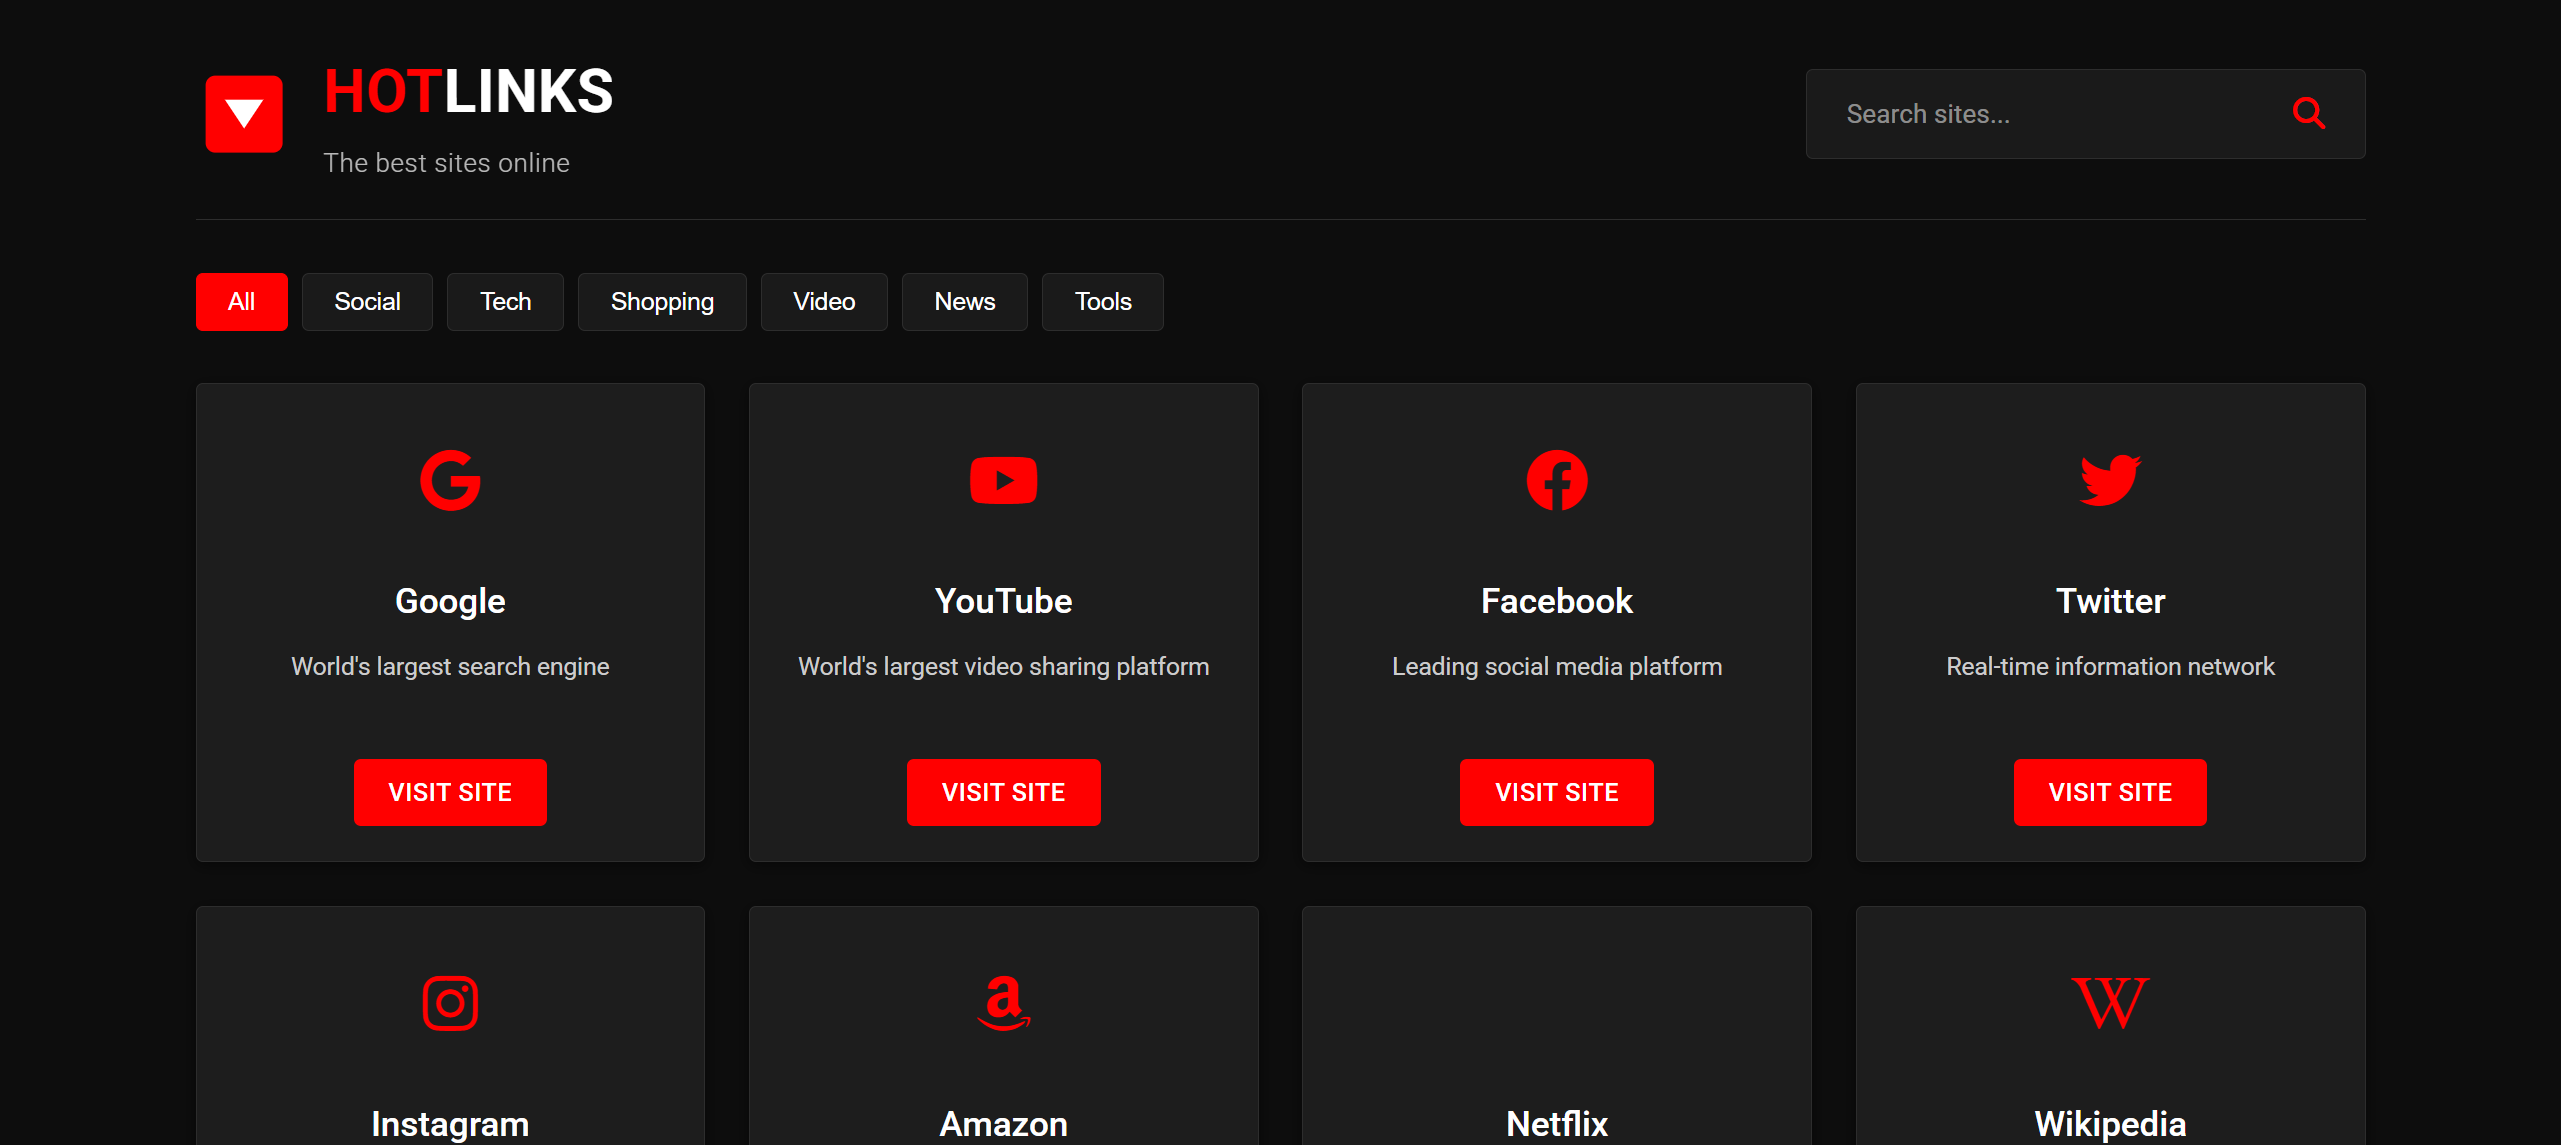 HOTLINKS
The best sites online
Search sites...
All Social Tech Shopping Video News Tools
Google YouTube Facebook Twitter
World's largest search engine World's largest video sharing platform Leading social media platform Real-time information network
VISIT SITE VISIT SITE VISIT SITE VISIT SITE
Instagram Amazon Netflix Wikipedia